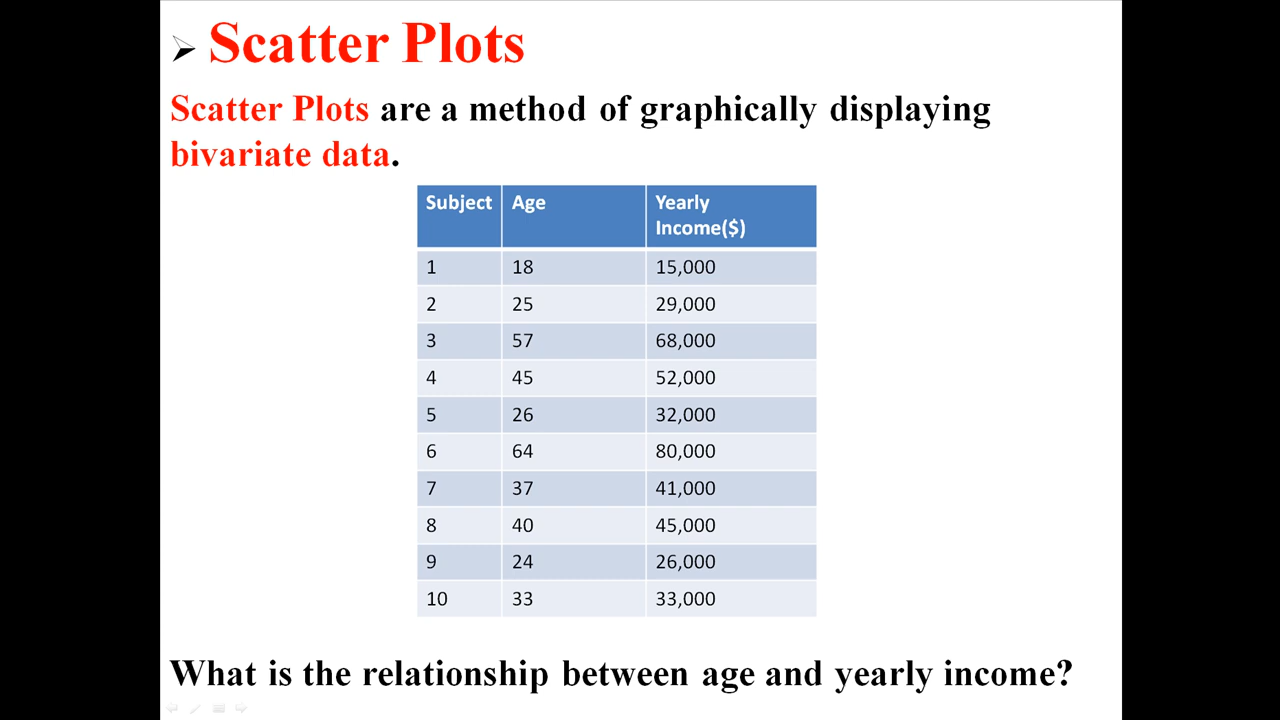 Scatter Plots
Scatter Plots are a method of graphically displaying
bivariate data.
Subject Age Yearly Income($)
1 18 15,000
2 25 29,000
3 57 68,000
4 45 52,000
5 26 32,000
6 64 80,000
7 37 41,000
8 40 45,000
9 24 26,000
10 33 33,000
What is the relationship between age and yearly income?